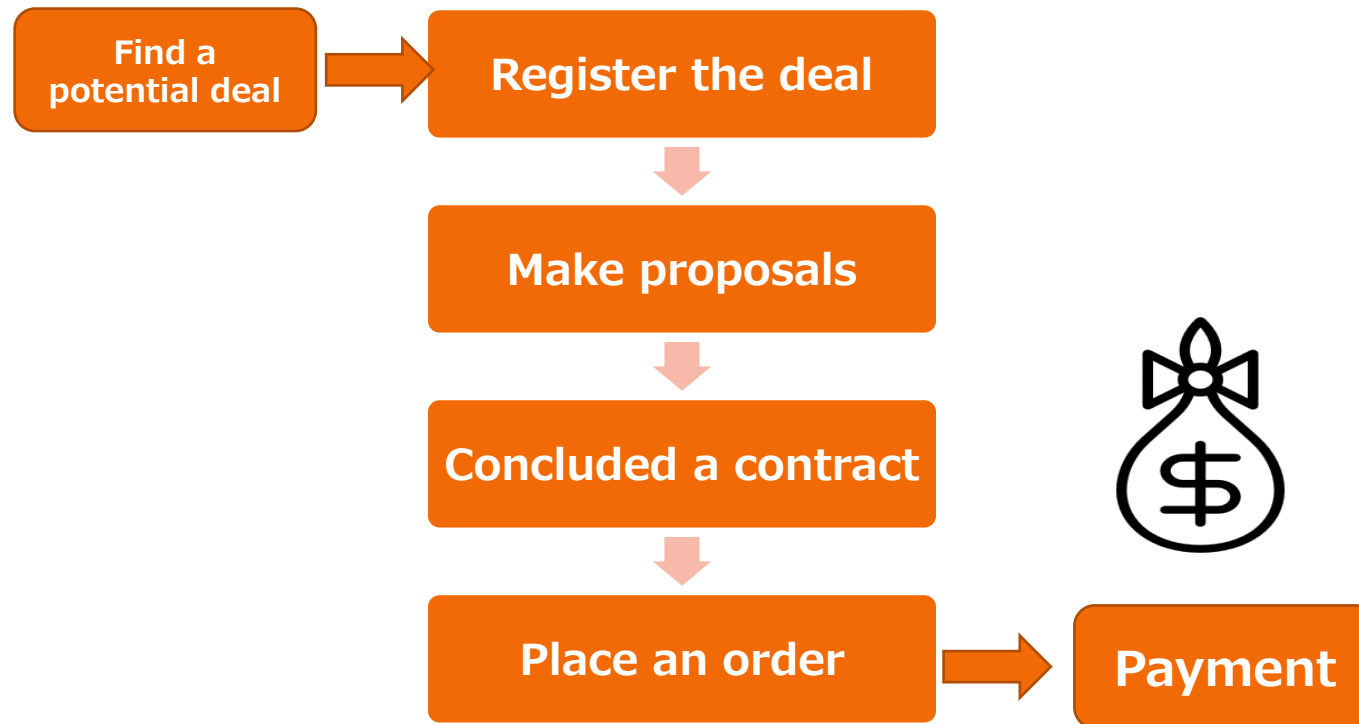 Find a
potential deal
Register the deal
Make proposals
Concluded a contract
Place an order
Payment
$